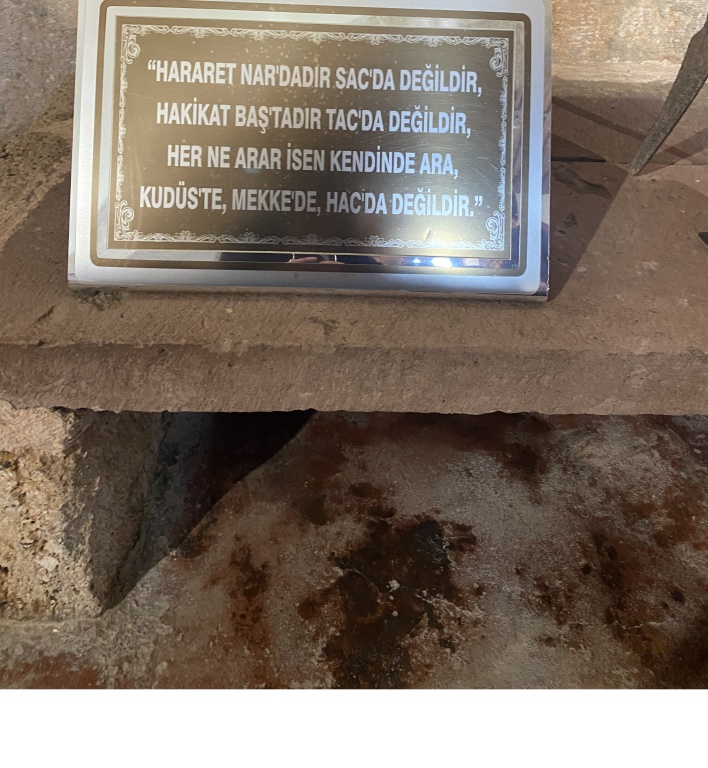 “HARARET NAR'DADIR SAC'DA DEĞİLDİR,
HAKİKAT BAŞ'TADIR TAC'DA DEĞİLDİR,
HER NE ARAR İSEN KENDİNDE ARA,
KUDÜS'TE, MEKKE'DE, HAC'DA DEĞİLDİR.”